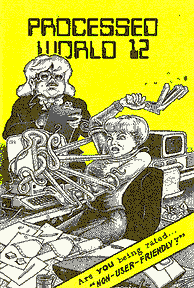 PROCESSED
WORLD 12
Are YOU being rated...
"NON-USER-FRIENDLY?"